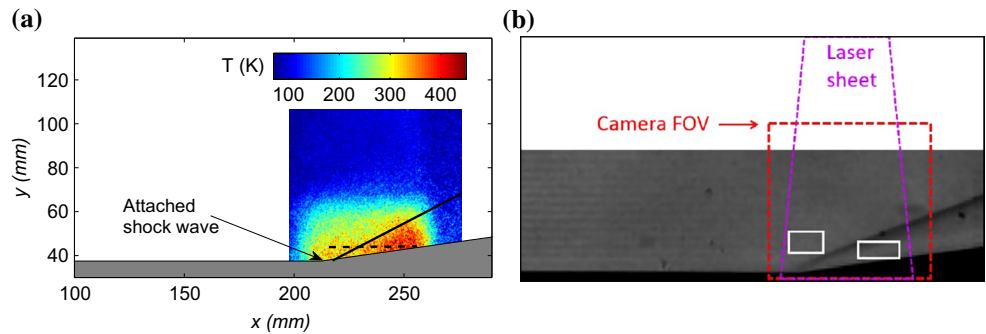 (a)
T (K)
100 200 300 400
120
100
80
60
40
y (mm)
Attached
shock wave
100
150
200
250
x (mm)
(b)
Laser
sheet
Camera FOV